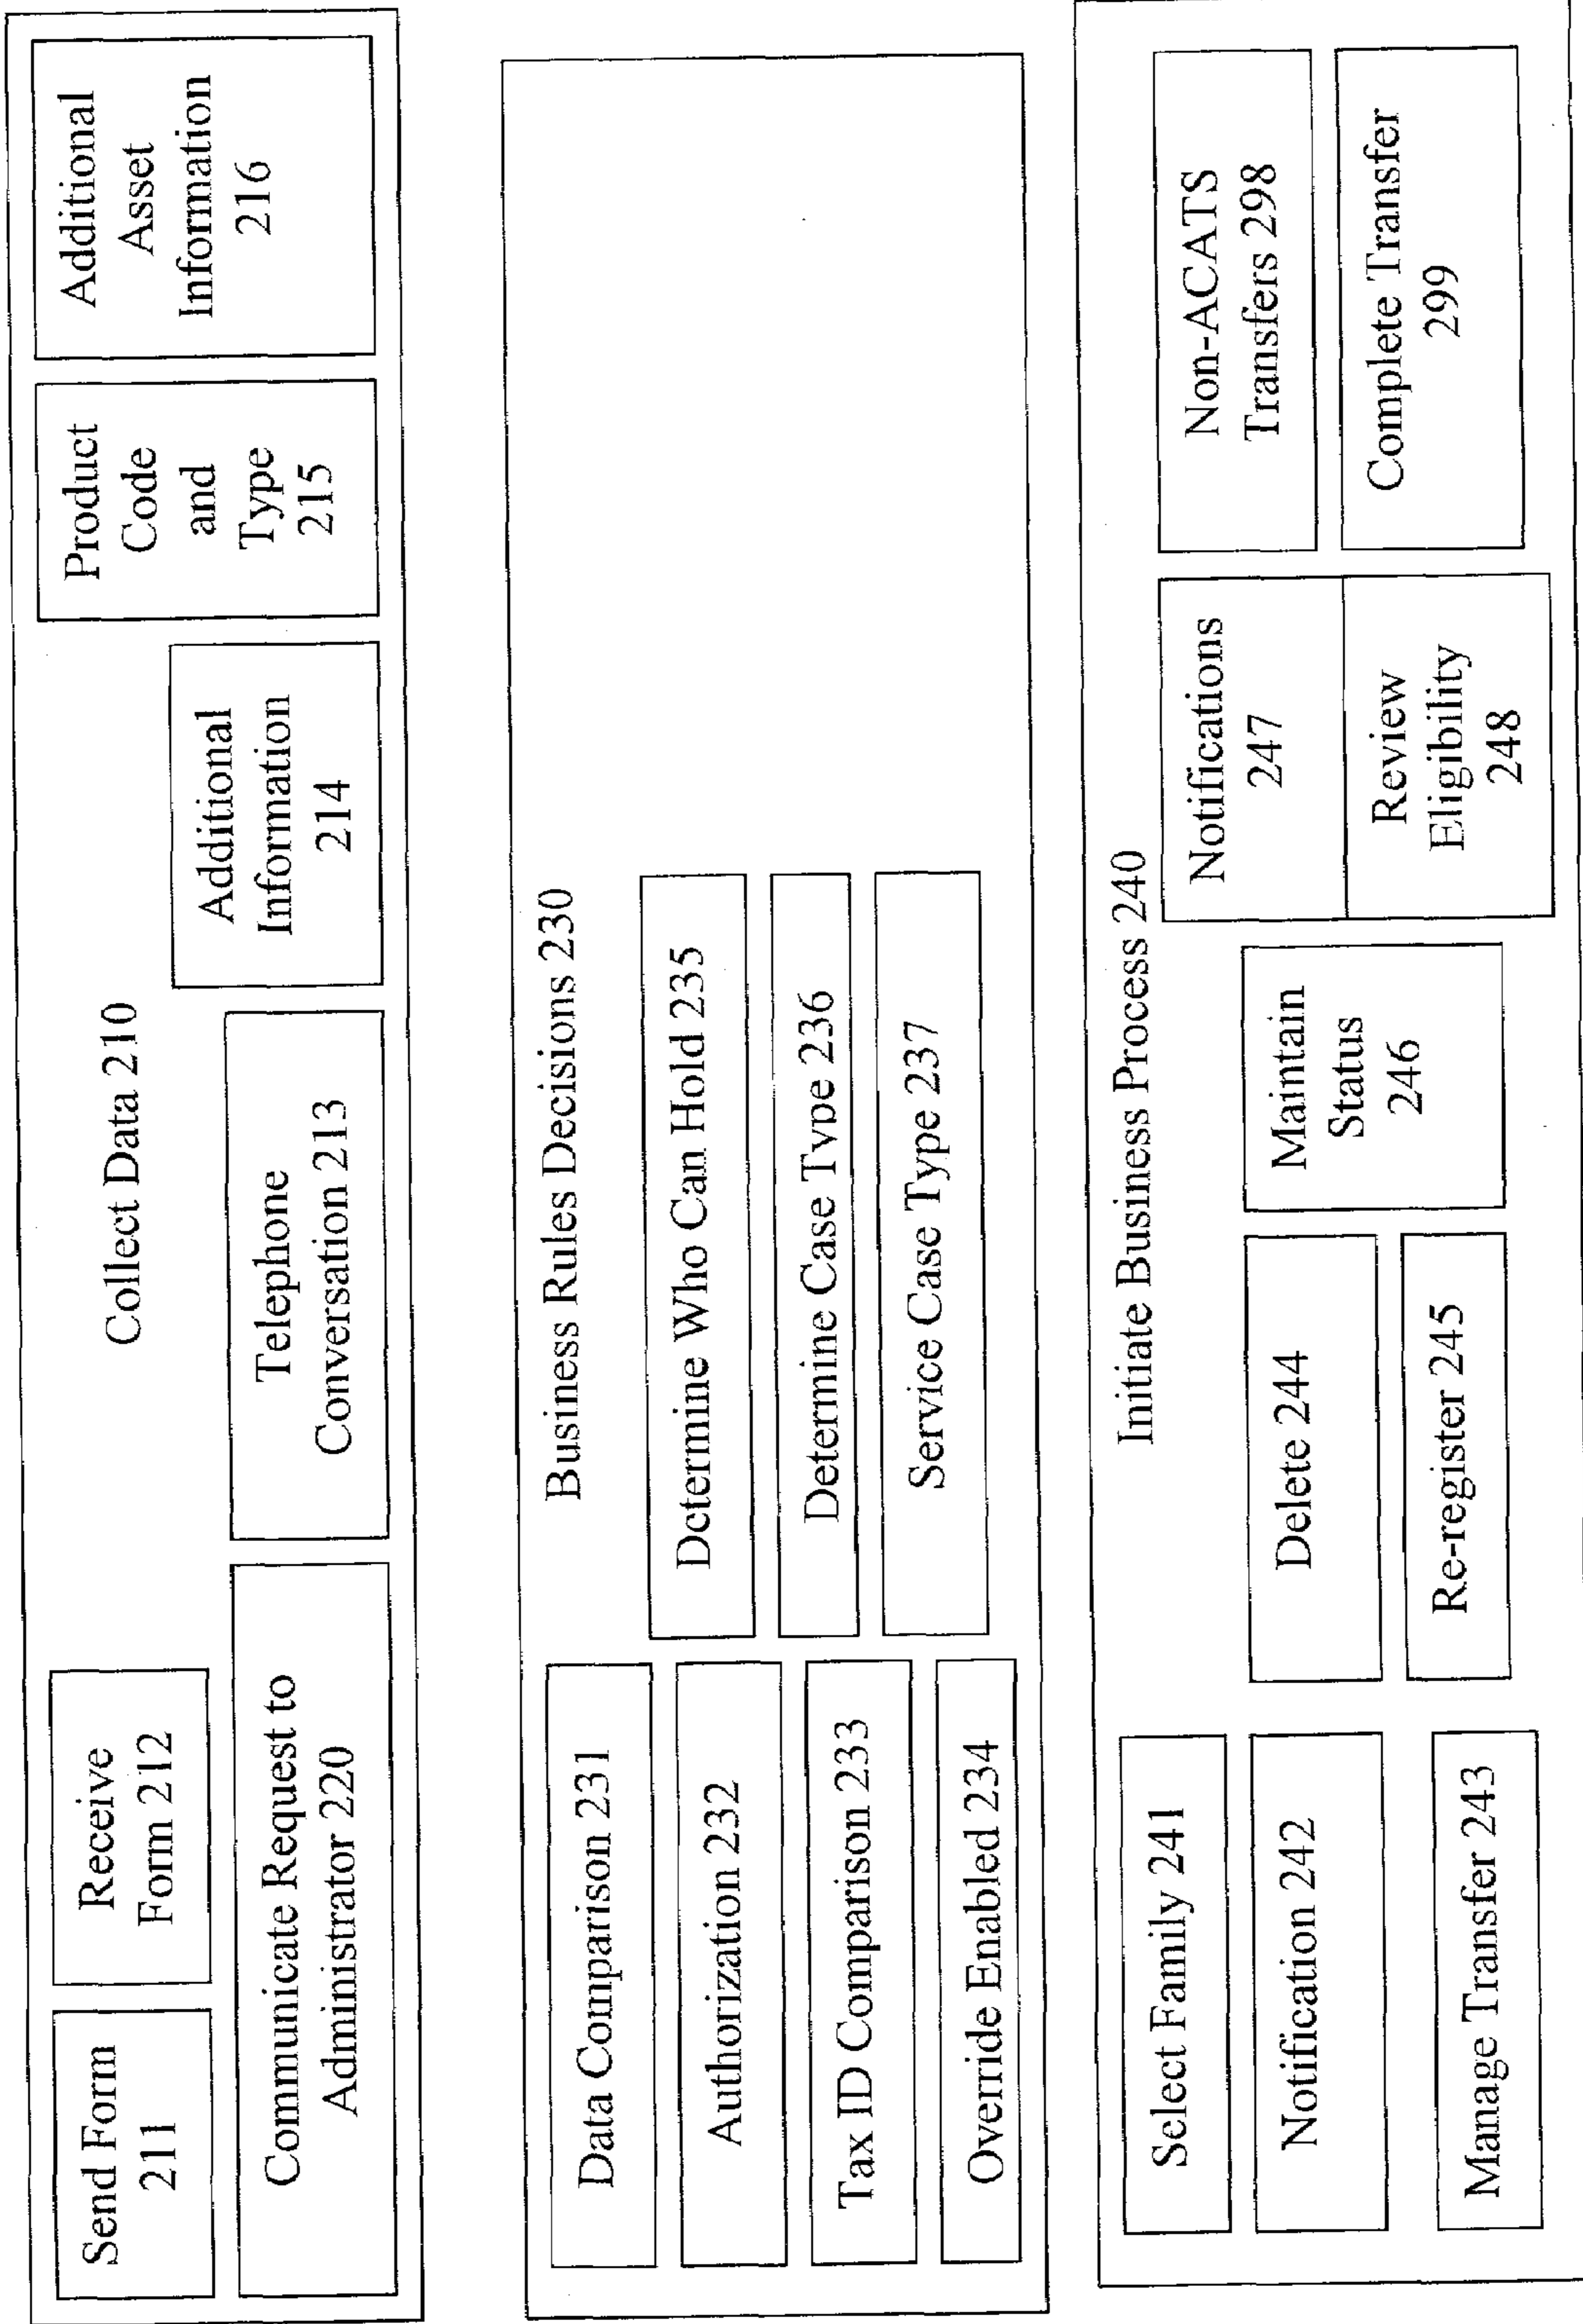 Collect Data 210
Send Form
211
Receive
Form 212
Communicate Request to
Administrator 220
Telephone
Conversation 213
Additional
Information
214
Product
Code
and
Type
215
Additional
Asset
Information
216
Business Rules Decisions 230
Data Comparison 231
Authorization 232
Tax ID Comparison 233
Override Enabled 234
Determine Who Can Hold 235
Determine Case Type 236
Service Case Type 237
Initiate Business Process 240
Select Family 241
Notification 242
Manage Transfer 243
Delete 244
Re-register 245
Maintain
Status
246
Notifications
247
Review
Eligibility
248
Non-ACATS
Transfers 298
Complete Transfer
299